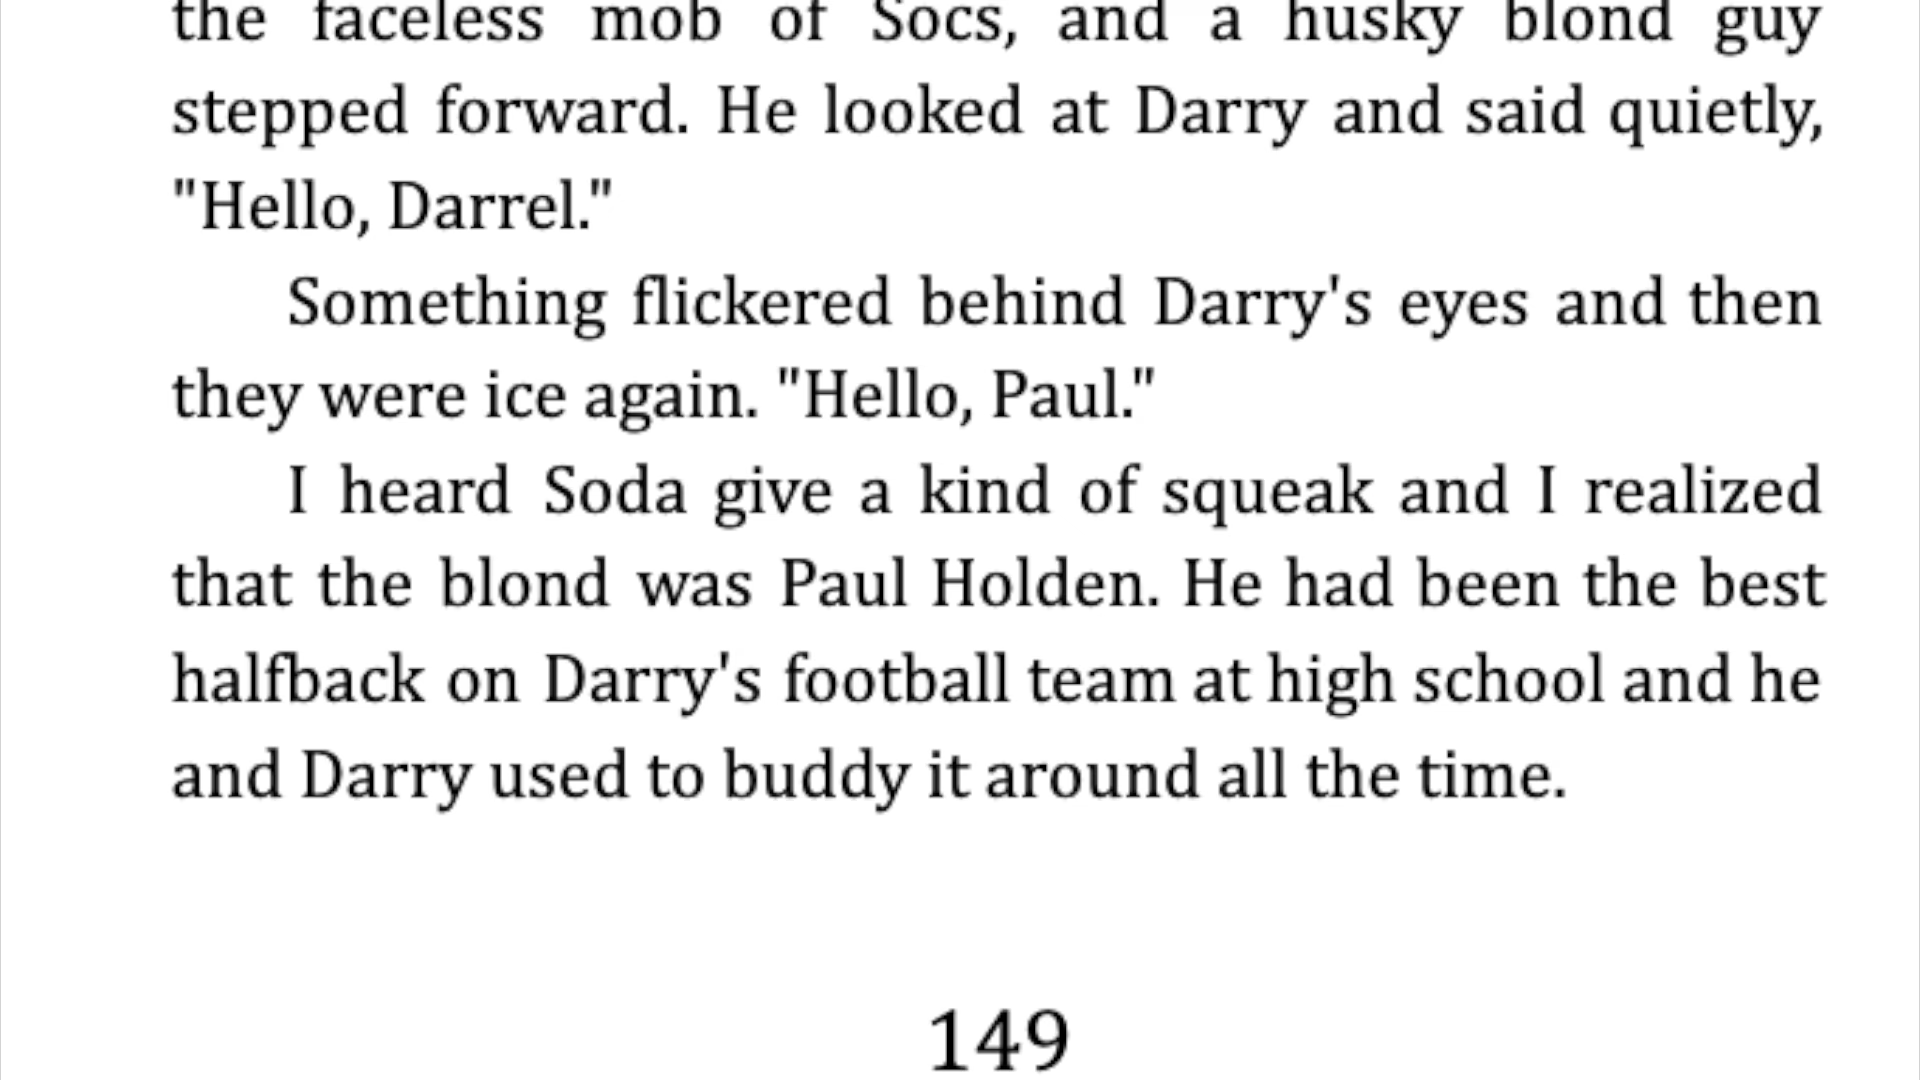 the faceless mob of Socs, and a husky blond guy
stepped forward. He looked at Darry and said quietly,
"Hello, Darrel."
Something flickered behind Darry's eyes and then
they were ice again. "Hello, Paul."
I heard Soda give a kind of squeak and I realized
that the blond was Paul Holden. He had been the best
halfback on Darry's football team at high school and he
and Darry used to buddy it around all the time.
149